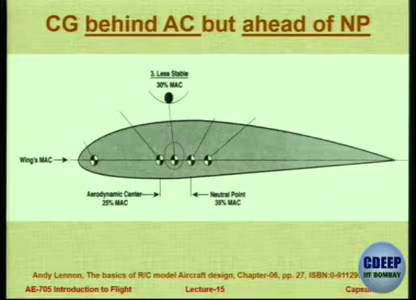 CG behind AC but ahead of NP
3. Less Stable
30% MAC
Wing's MAC
Aerodynamic Center
25% MAC
Neutral Point
35% MAC
Andy Lennon, The basics of R/C model Aircraft design, Chapter-06, pp. 27, ISBN:0-911295
CDEEP
IIT BOMBAY
AE-705 Introduction to Flight
Lecture-15
Capsu